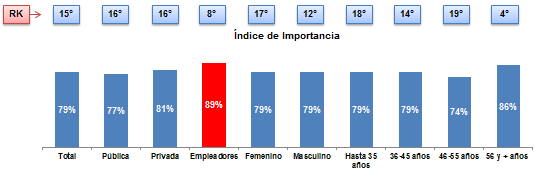 RK 15° 16° 16° 8° 17° 12° 18° 14° 19° 4°
Índice de Importancia
79% 77% 81% 89% 79% 79% 79% 79% 74% 86%
Total Pública Privada Empleadores Femenino Masculino Hasta 35 36-45 años 46-55 años 56 y + años
años